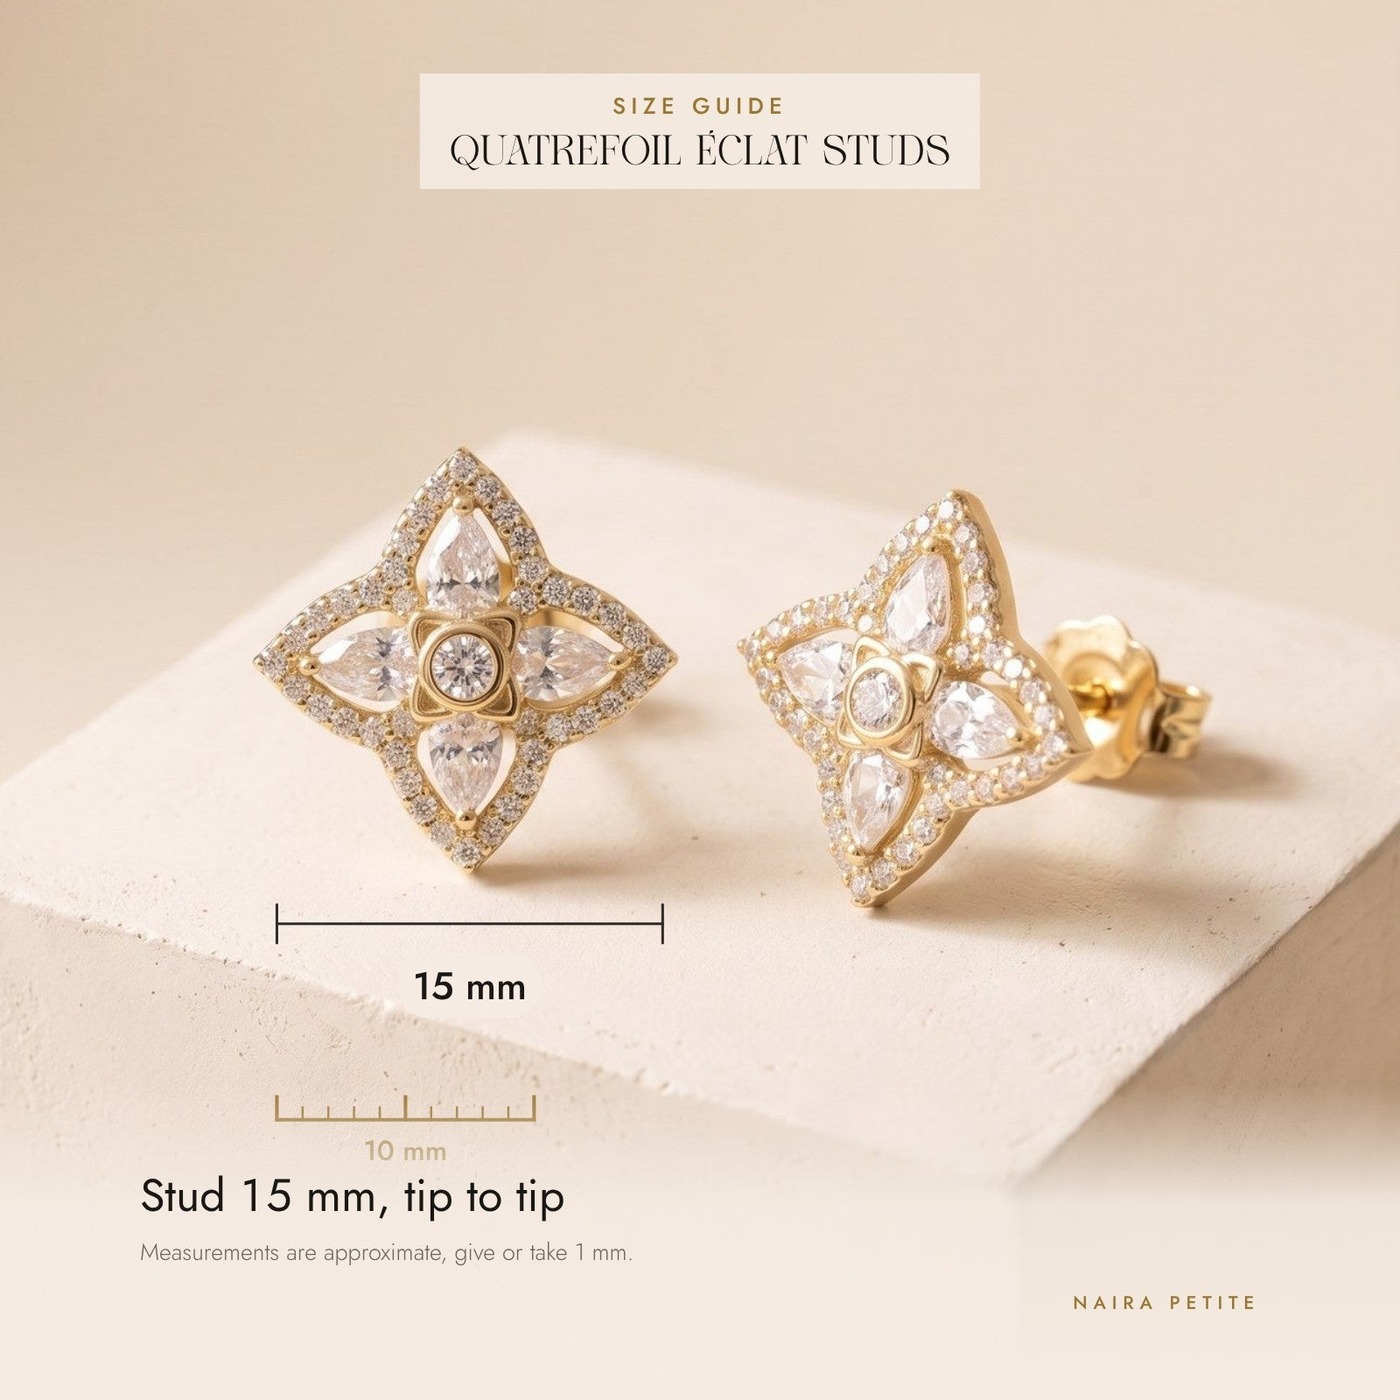 SIZE GUIDE
QUATREFOIL ÉCLAT STUDS
15 mm
10 mm
Stud 15 mm, tip to tip
Measurements are approximate, give or take 1 mm.
NAIRA PETITE